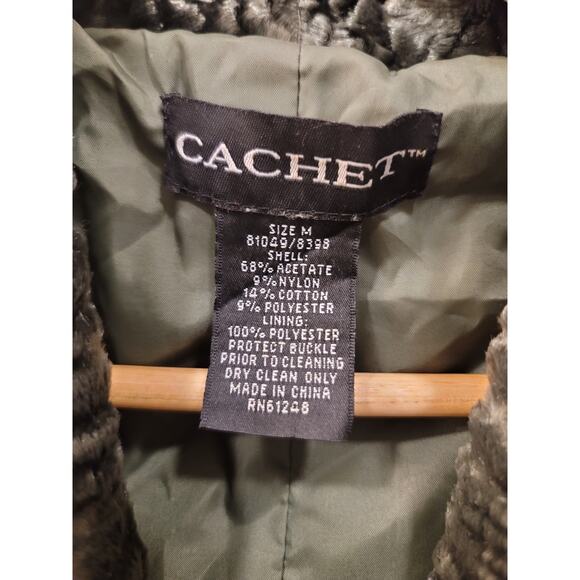 CACHET™
SIZE M
81049/8398
SHELL:
68% ACETATE
9% NYLON
14% COTTON
9% POLYESTER
LINING:
100% POLYESTER
PROTECT BUCKLE
PRIOR TO CLEANING
DRY CLEAN ONLY
MADE IN CHINA
RN61248